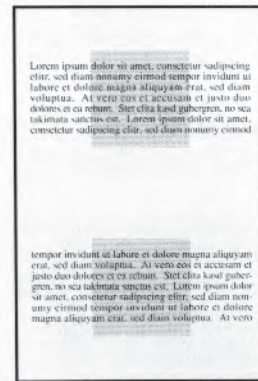 Lorem ipsum dolor sit amet, consetetur sadipscing
elitr, sed diam nonumy eirmod tempor invidunt ut
labore et dolore magna aliquyam erat, sed diam
voluptua. At vero eos et accusam et justo duo
dolores et ea rebum. Stet clita kasd gubergren, no sea
takimata sanctus est. Lorem ipsum dolor sit amet,
consetetur sadipscing elitr, sed diam nonumy eirmod
tempor invidunt ut labore et dolore magna aliquyam
erat, sed diam voluptua. At vero eos et accusam et
justo duo dolores et ea rebum. Stet clita kasd guber-
gren, no sea takimata sanctus est. Lorem ipsum dolor
sit amet, consetetur sadipscing elitr, sed diam non-
umy eirmod tempor invidunt ut labore et dolore
magna aliquyam erat, sed diam voluptua. At vero